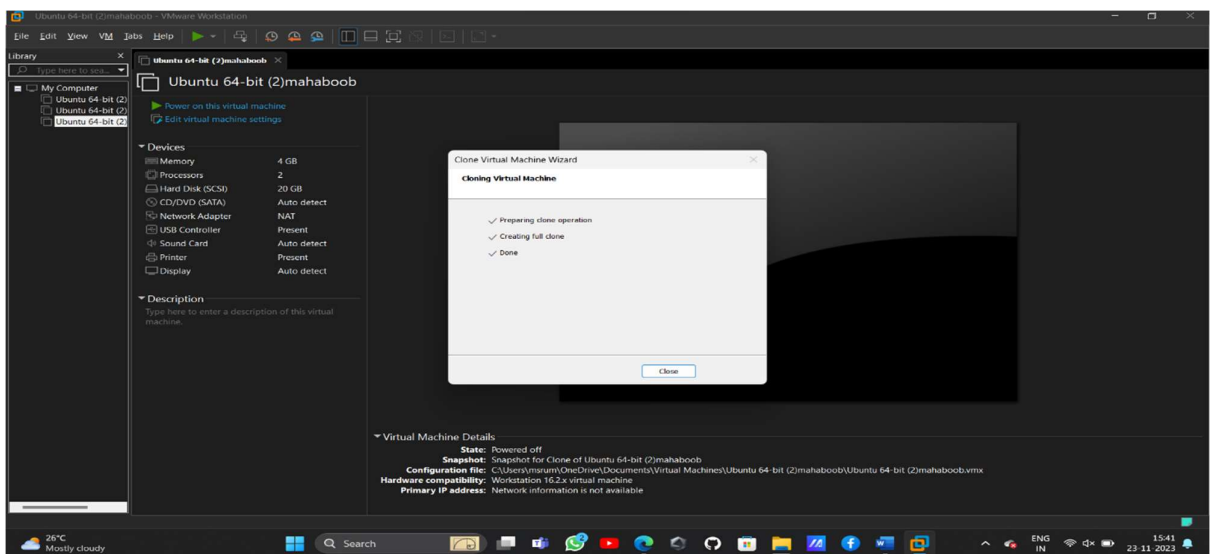 Ubuntu 64-bit (2)mahaboob - VMware Workstation
File Edit View VM Tabs Help
Library
Type here to sea...
My Computer
Ubuntu 64-bit (2)
Ubuntu 64-bit (2)
Ubuntu 64-bit (2)
Ubuntu 64-bit (2)mahaboob
Ubuntu 64-bit (2)mahaboob
Power on this virtual machine
Edit virtual machine settings
Devices
Memory 4 GB
Processors 2
Hard Disk (SCSI) 20 GB
CD/DVD (SATA) Auto detect
Network Adapter NAT
USB Controller Present
Sound Card Auto detect
Printer Present
Display Auto detect
Description
Type here to enter a description of this virtual
machine.
Clone Virtual Machine Wizard
Cloning Virtual Machine
Preparing clone operation
Creating full clone
Done
Close
Virtual Machine Details
State: Powered off
Snapshot: Snapshot for Clone of Ubuntu 64-bit (2)mahaboob
Configuration file: C:\Users\msrum\OneDrive\Documents\Virtual Machines\Ubuntu 64-bit (2)mahaboob\Ubuntu 64-bit (2)mahaboob.vmx
Hardware compatibility: Workstation 16.2.x virtual machine
Primary IP address: Network information is not available
26°C
Mostly cloudy
Search
ENG
IN
15:41
23-11-2023